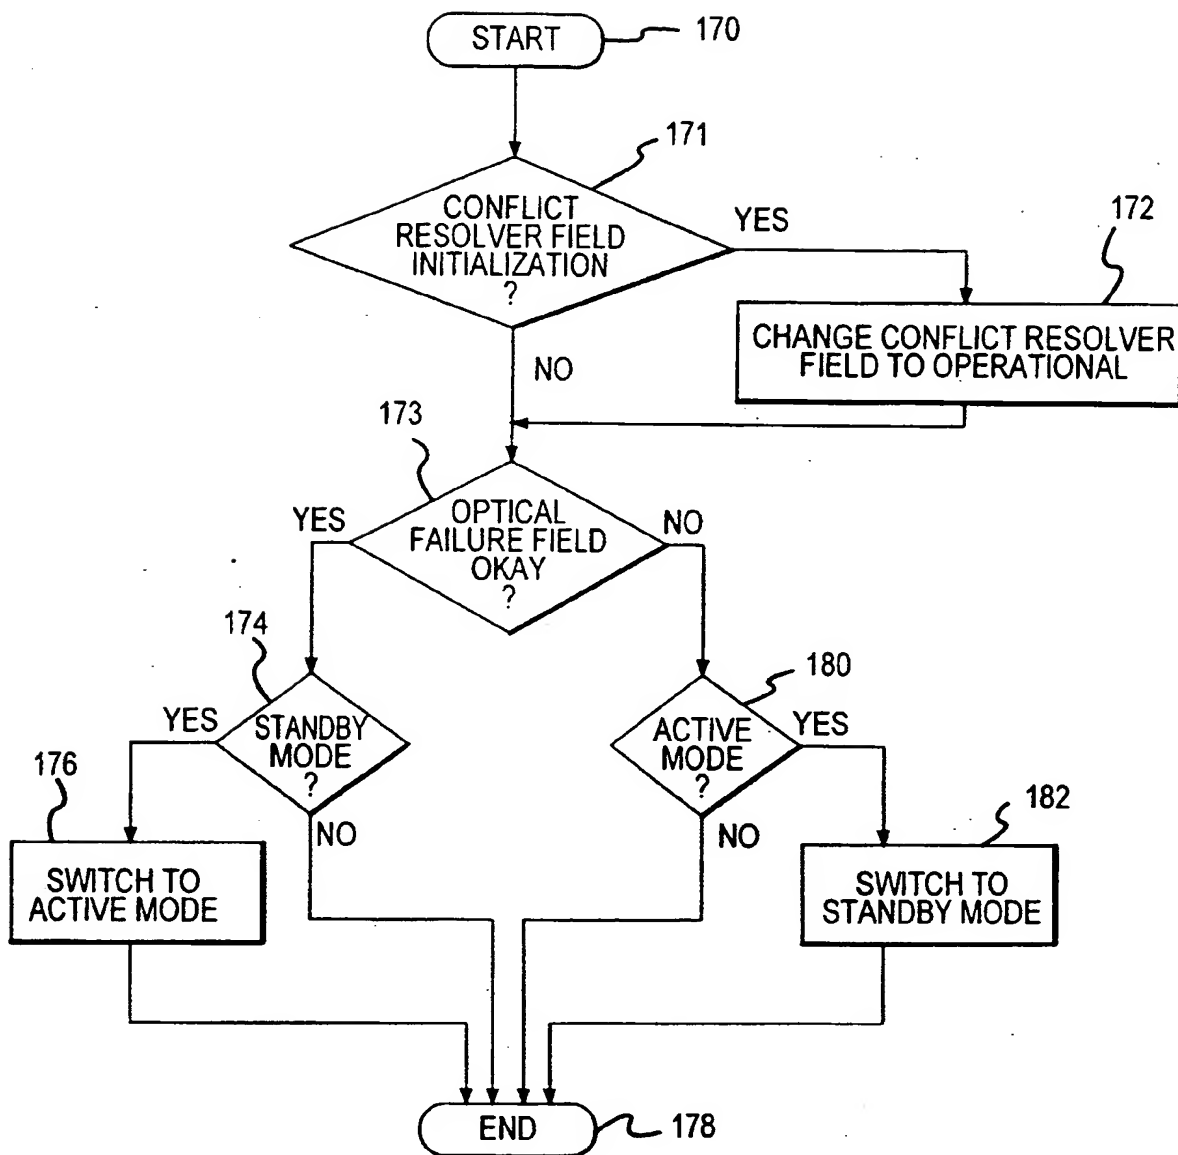 START
170
171
CONFLICT
RESOLVER FIELD
INITIALIZATION
?
YES
172
CHANGE CONFLICT RESOLVER
FIELD TO OPERATIONAL
NO
173
YES
OPTICAL
FAILURE FIELD
OKAY
?
NO
174
180
YES
STANDBY
MODE
?
NO
ACTIVE
MODE
?
YES
NO
176
SWITCH TO
ACTIVE MODE
182
SWITCH TO
STANDBY MODE
END
178